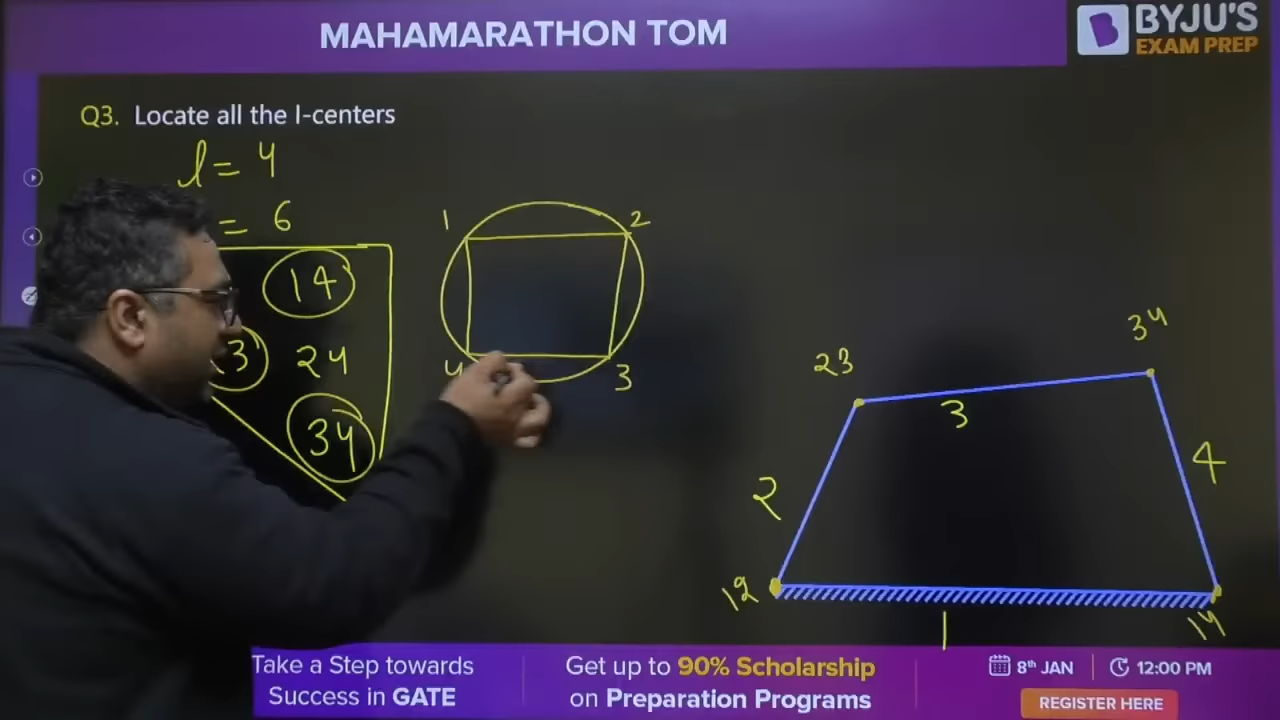 MAHAMARATHON TOM
BYJU'S
EXAM PREP
Q3. Locate all the I-centers
l = 4
= 6
14
24
34
1 2
4 3
23
34
3
2
4
12
14
1
Take a Step towards
Success in GATE
Get up to 90% Scholarship
on Preparation Programs
8th JAN
12:00 PM
REGISTER HERE